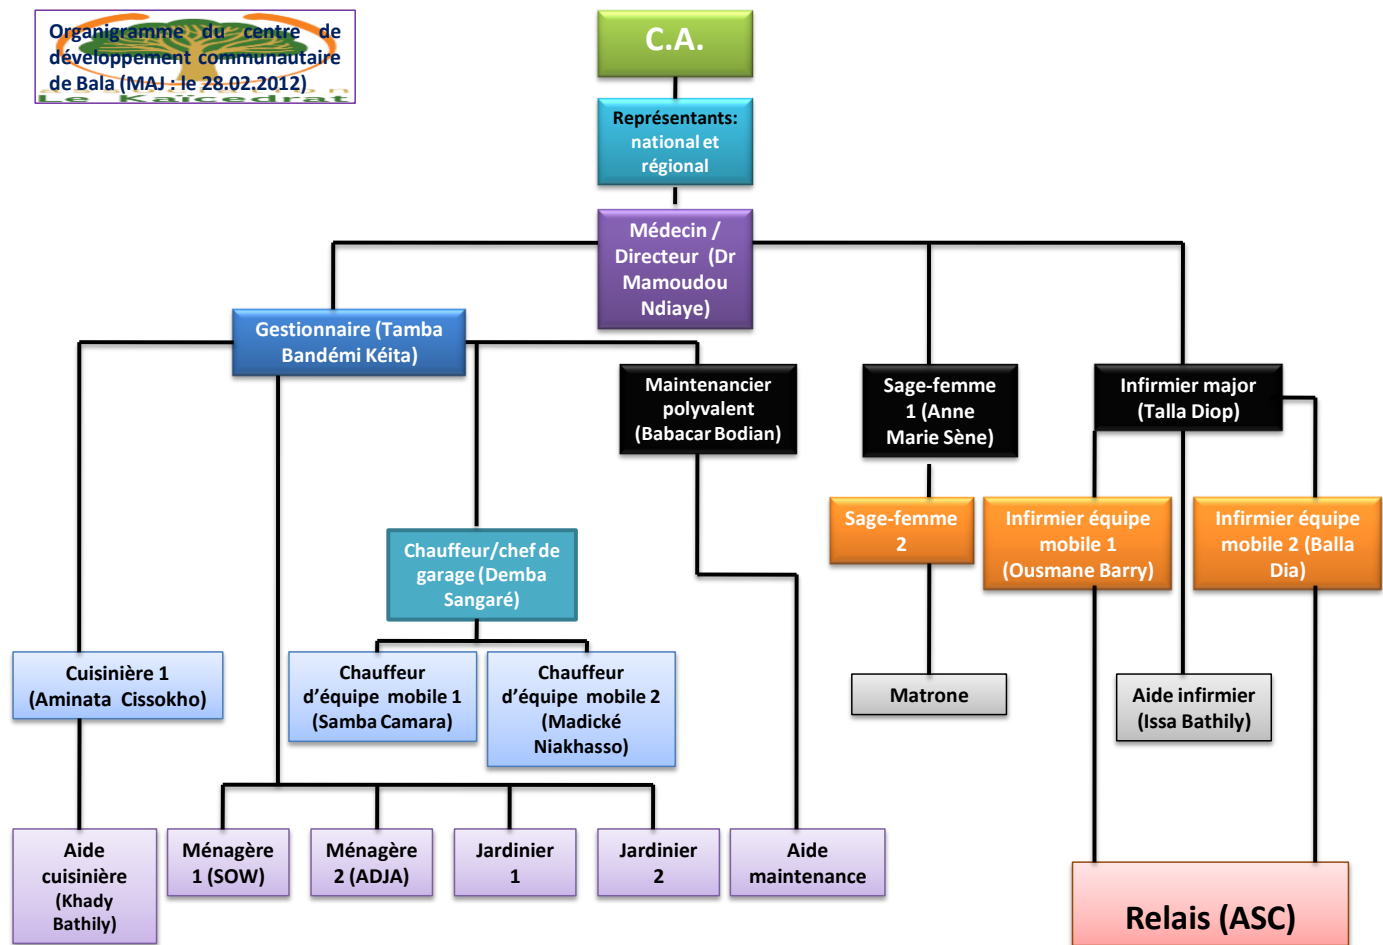 Organigramme du centre de
développement communautaire
de Bala (MAJ : le 28.02.2012)
association
Le Kaïcedrat
C.A.
Représentants:
national et
régional
Médecin /
Directeur (Dr
Mamoudou
Ndiaye)
Gestionnaire (Tamba
Bandémi Kéita)
Maintenancier
polyvalent
(Babacar Bodian)
Sage-femme
1 (Anne
Marie Sène)
Infirmier major
(Talla Diop)
Chauffeur/chef de
garage (Demba
Sangaré)
Sage-femme
2
Infirmier équipe
mobile 1
(Ousmane Barry)
Infirmier équipe
mobile 2 (Balla
Dia)
Cuisinière 1
(Aminata Cissokho)
Chauffeur
d’équipe mobile 1
(Samba Camara)
Chauffeur
d’équipe mobile 2
(Madické
Niakhasso)
Matrone
Aide infirmier
(Issa Bathily)
Aide
cuisinière
(Khady
Bathily)
Ménagère
1 (SOW)
Ménagère
2 (ADJA)
Jardinier
1
Jardinier
2
Aide
maintenance
Relais (ASC)